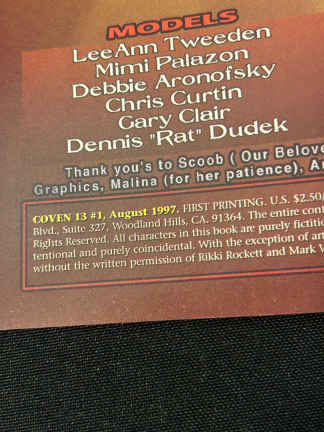 MODELS
LeeAnn Tweeden
Mimi Palazon
Debbie Aronofsky
Chris Curtin
Gary Clair
Dennis "Rat" Dudek
Thank you's to Scoob ( Our Belove
Graphics, Malina (for her patience), A
COVEN 13 #1, August 1997. FIRST PRINTING. U.S. $2.50/
Blvd., Suite 327, Woodland Hills, CA. 91364. The entire cont
Rights Reserved. All characters in this book are purely fictitio
tentional and purely coincidental. With the exception of art
without the written permission of Rikki Rockett and Mark V